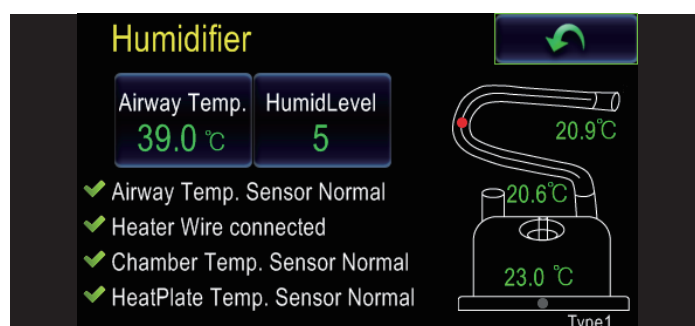 Humidifier
Airway Temp. HumidLevel
39.0 ℃ 5
20.9℃
Airway Temp. Sensor Normal
20.6℃
Heater Wire connected
Chamber Temp. Sensor Normal
23.0 ℃
HeatPlate Temp. Sensor Normal
Type1